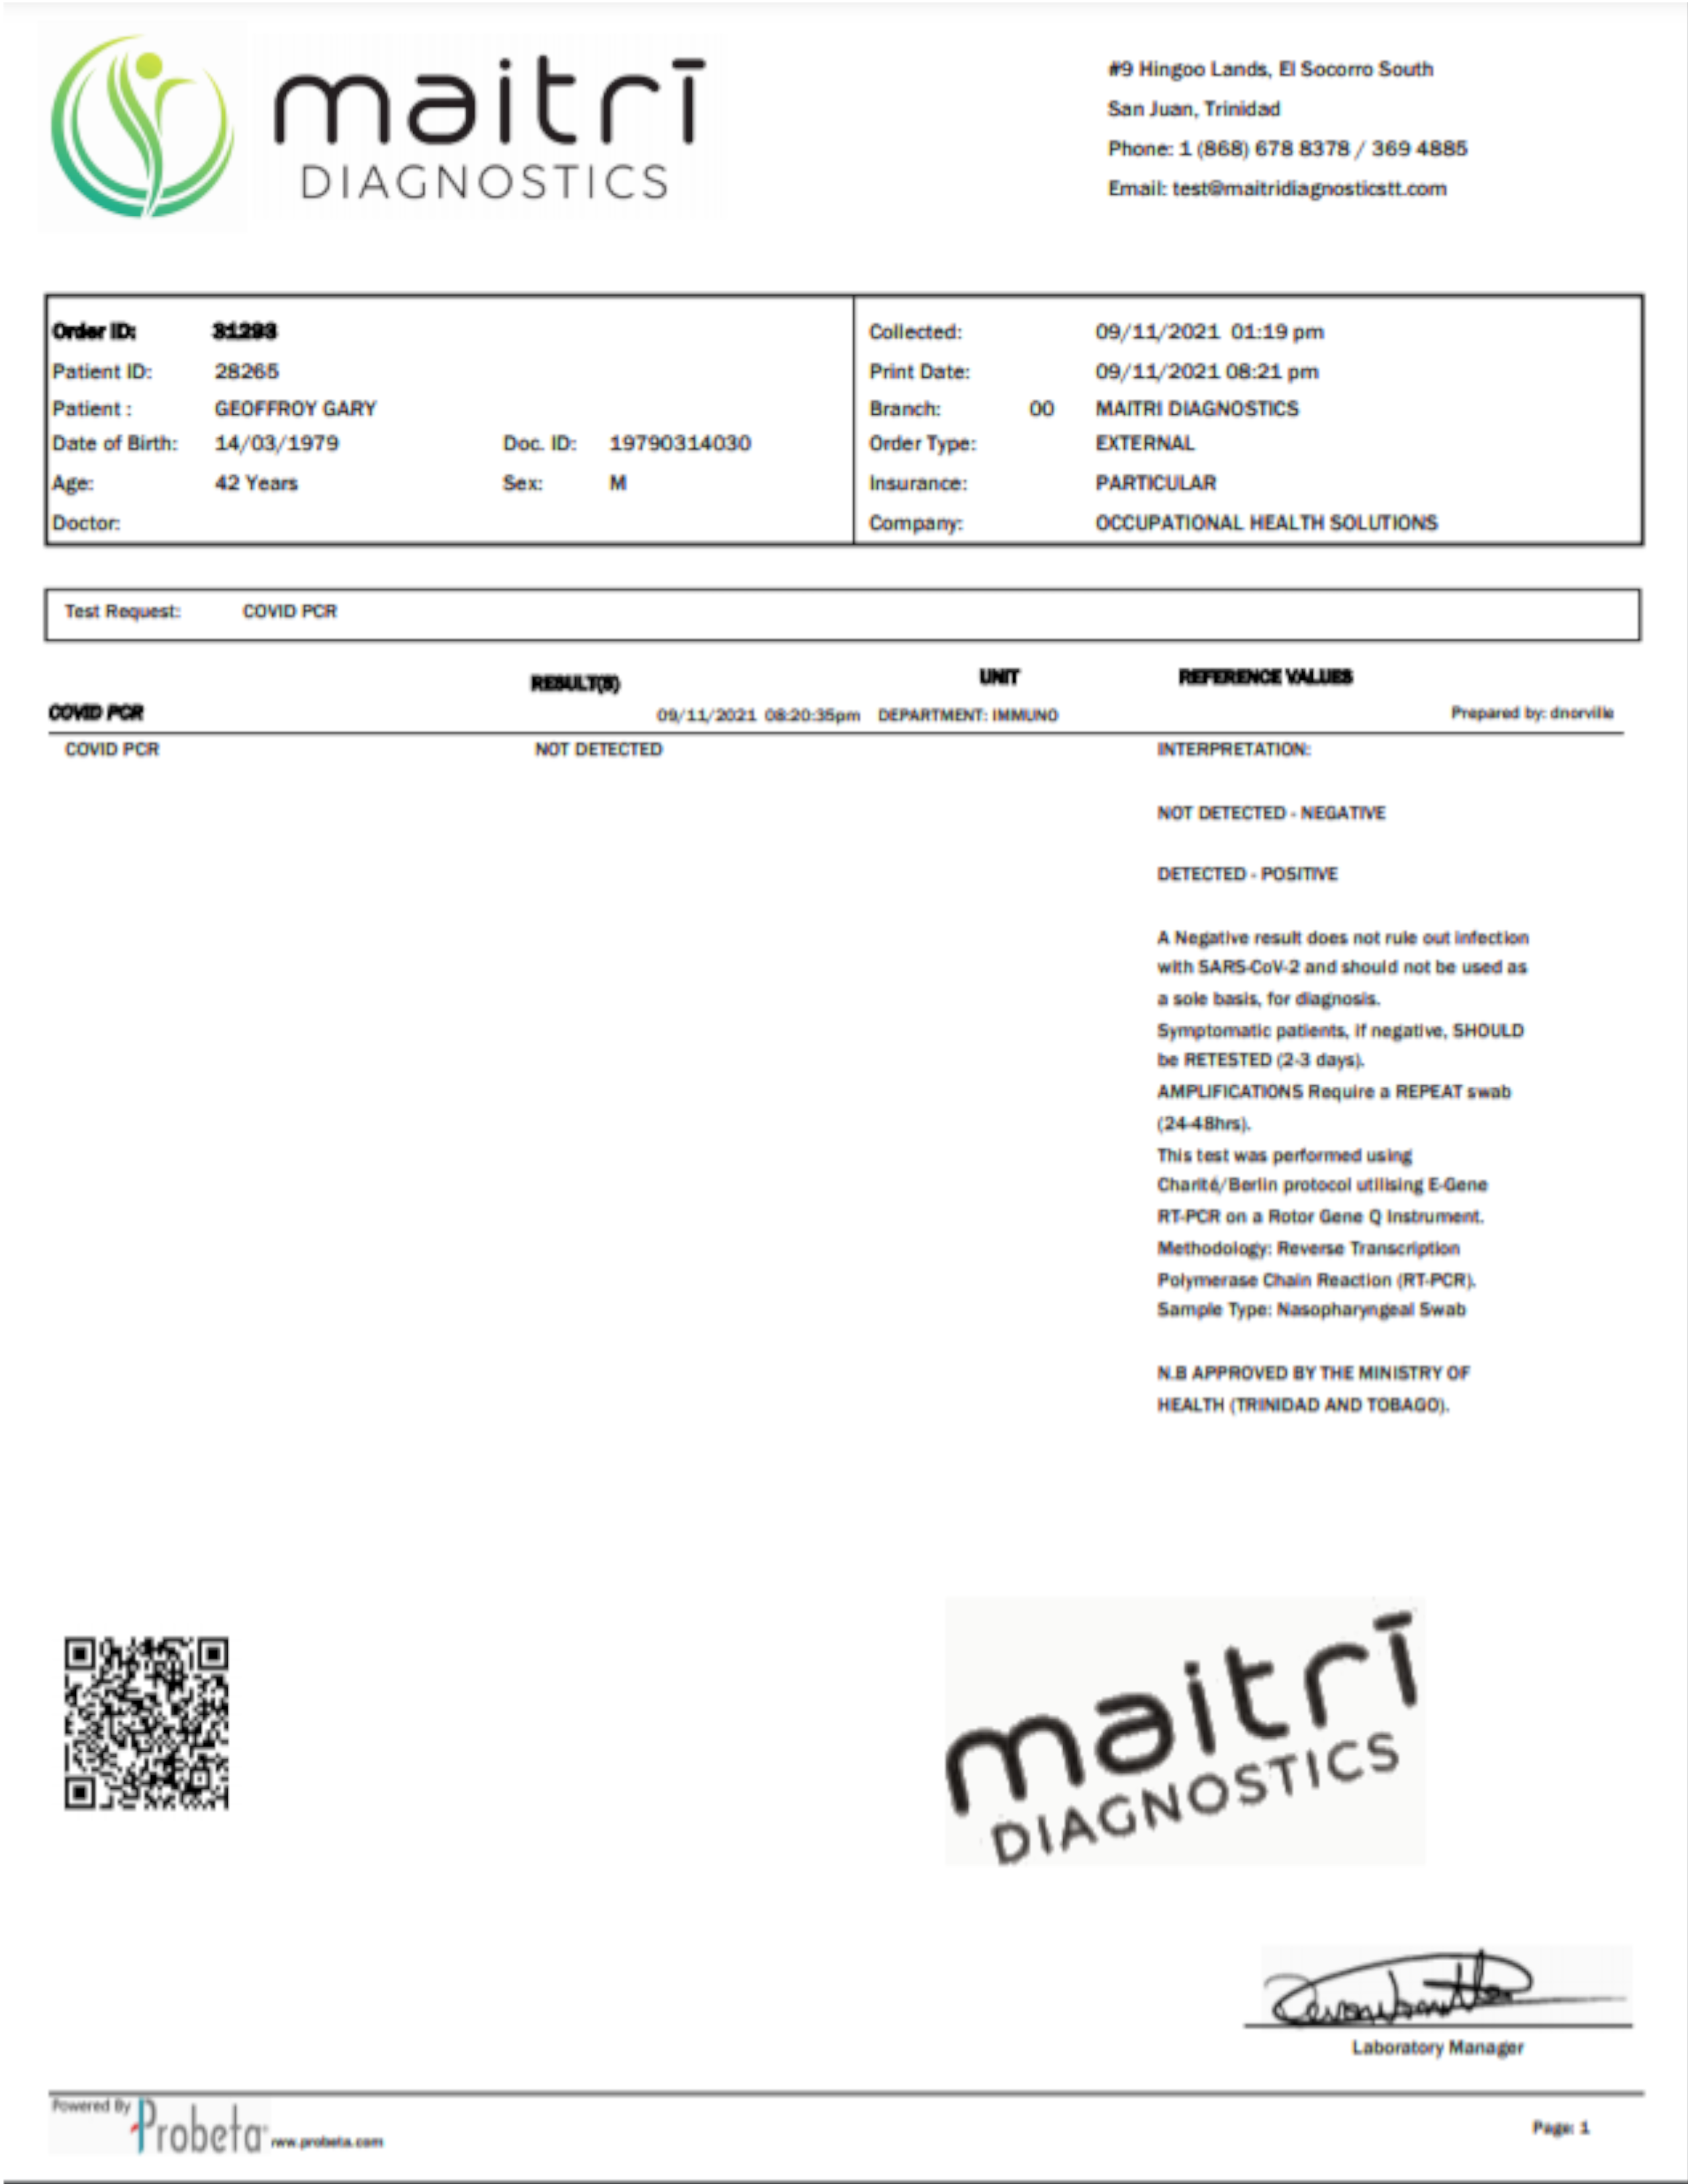 maitrī
DIAGNOSTICS
#9 Hingoo Lands, El Socorro South
San Juan, Trinidad
Phone: 1 (868) 678 8378 / 369 4885
Email: test@maitridiagnosticstt.com
Order ID: 31293
Collected: 09/11/2021 01:19 pm
Patient ID: 28265
Print Date: 09/11/2021 08:21 pm
Patient : GEOFFROY GARY
Branch: 00 MAITRI DIAGNOSTICS
Date of Birth: 14/03/1979 Doc. ID: 19790314030
Order Type: EXTERNAL
Age: 42 Years Sex: M
Insurance: PARTICULAR
Doctor:
Company: OCCUPATIONAL HEALTH SOLUTIONS
Test Request: COVID PCR
RESULT(S) UNIT REFERENCE VALUES
COVID PCR 09/11/2021 08:20:35pm DEPARTMENT: IMMUNO Prepared by: dnorville
COVID PCR NOT DETECTED INTERPRETATION:
NOT DETECTED - NEGATIVE
DETECTED - POSITIVE
A Negative result does not rule out infection
with SARS-CoV-2 and should not be used as
a sole basis, for diagnosis.
Symptomatic patients, if negative, SHOULD
be RETESTED (2-3 days).
AMPLIFICATIONS Require a REPEAT swab
(24-48hrs).
This test was performed using
Charité/Berlin protocol utilising E-Gene
RT-PCR on a Rotor Gene Q Instrument.
Methodology: Reverse Transcription
Polymerase Chain Reaction (RT-PCR).
Sample Type: Nasopharyngeal Swab
N.B APPROVED BY THE MINISTRY OF
HEALTH (TRINIDAD AND TOBAGO).
maitrī
DIAGNOSTICS
Laboratory Manager
Powered By Probeta www.probeta.com
Page: 1